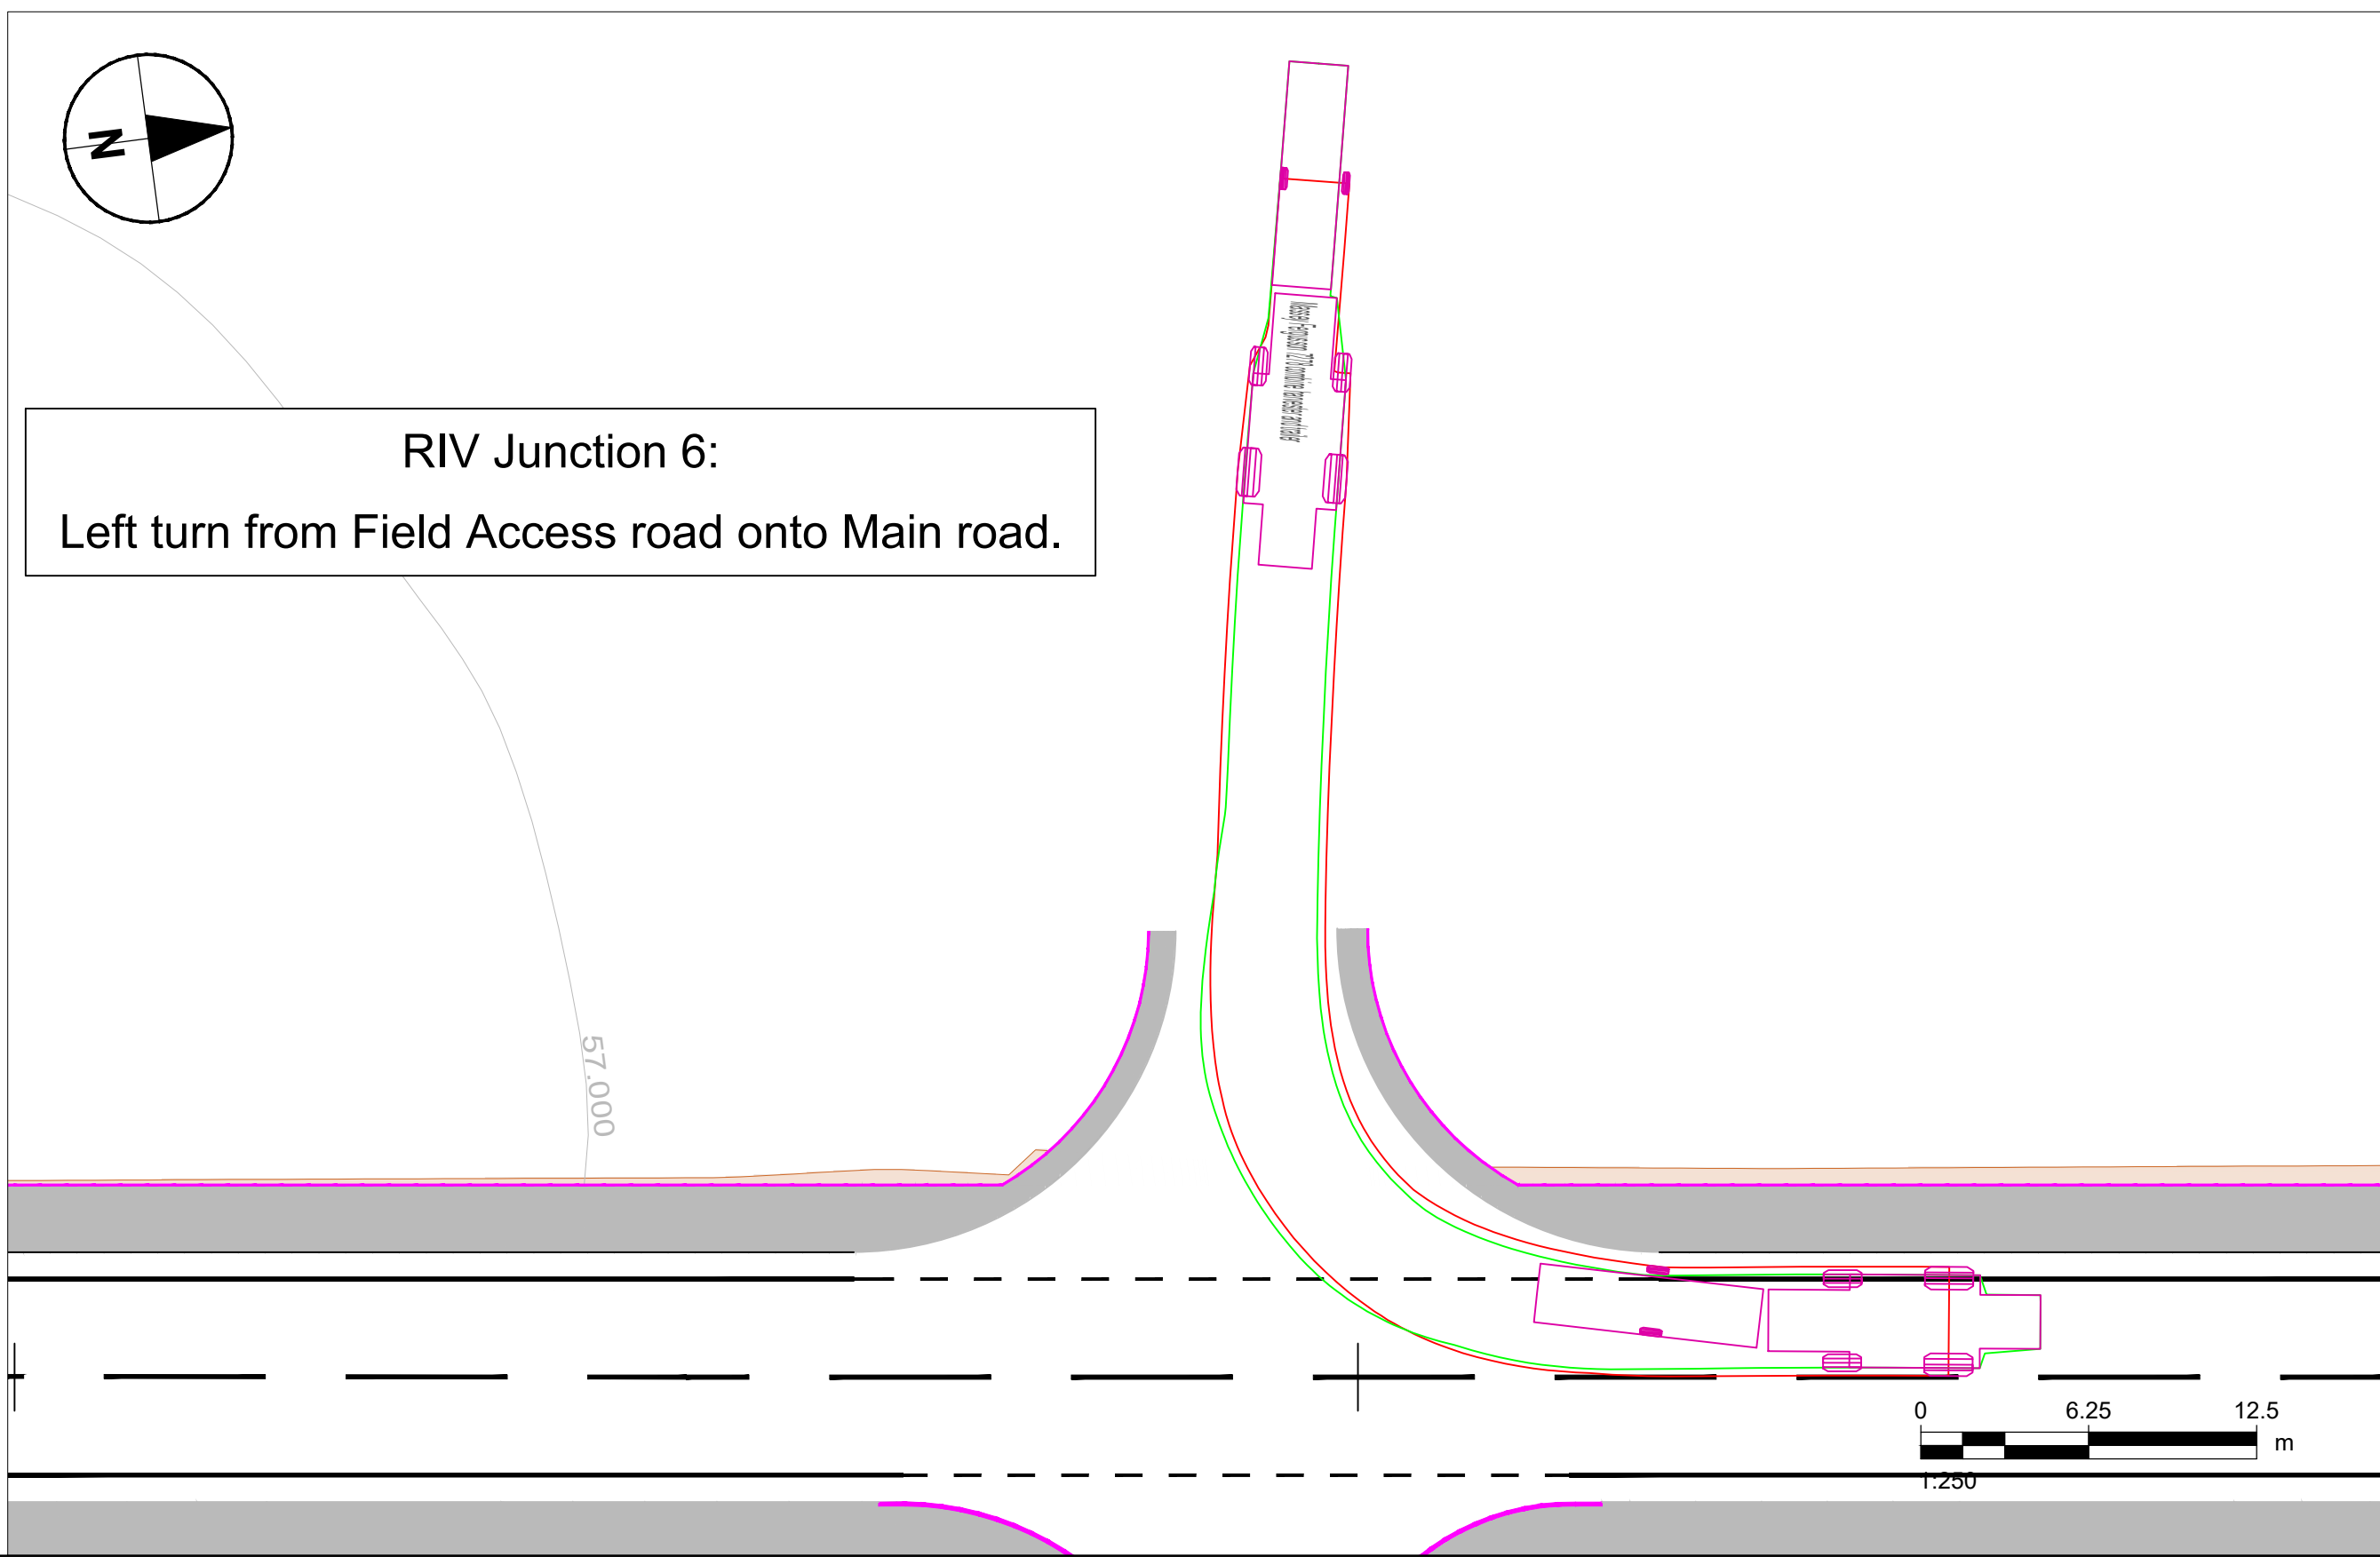 N
RIV Junction 6:
Left turn from Field Access road onto Main road.
57.000
0 6.25 12.5
m
1:250